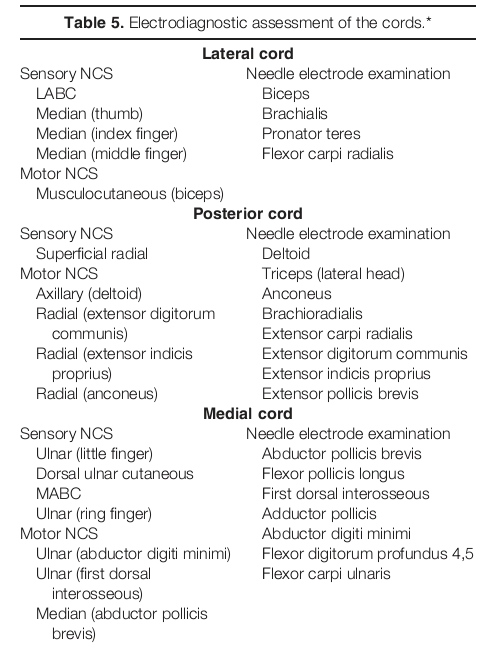 Table 5. Electrodiagnostic assessment of the cords.*
Lateral cord
Sensory NCS
LABC
Median (thumb)
Median (index finger)
Median (middle finger)
Motor NCS
Musculocutaneous (biceps)
Needle electrode examination
Biceps
Brachialis
Pronator teres
Flexor carpi radialis
Posterior cord
Sensory NCS
Superficial radial
Motor NCS
Axillary (deltoid)
Radial (extensor digitorum
communis)
Radial (extensor indicis
proprius)
Radial (anconeus)
Needle electrode examination
Deltoid
Triceps (lateral head)
Anconeus
Brachioradialis
Extensor carpi radialis
Extensor digitorum communis
Extensor indicis proprius
Extensor pollicis brevis
Medial cord
Sensory NCS
Ulnar (little finger)
Dorsal ulnar cutaneous
MABC
Ulnar (ring finger)
Motor NCS
Ulnar (abductor digiti minimi)
Ulnar (first dorsal
interosseous)
Median (abductor pollicis
brevis)
Needle electrode examination
Abductor pollicis brevis
Flexor pollicis longus
First dorsal interosseous
Adductor pollicis
Abductor digiti minimi
Flexor digitorum profundus 4,5
Flexor carpi ulnaris